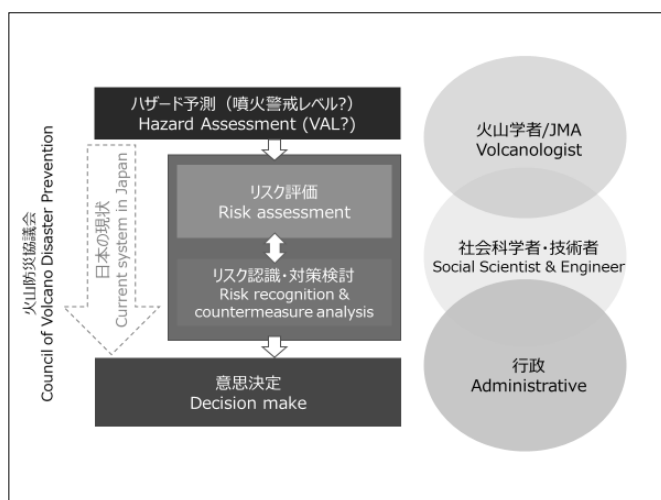 火山防災協議会
Council of Volcano Disaster Prevention
日本の現状
Current system in Japan
ハザード予測（噴火警戒レベル?）
Hazard Assessment (VAL?)
リスク評価
Risk assessment
リスク認識・対策検討
Risk recognition &
countermeasure analysis
意思決定
Decision make
火山学者/JMA
Volcanologist
社会科学者・技術者
Social Scientist & Engineer
行政
Administrative